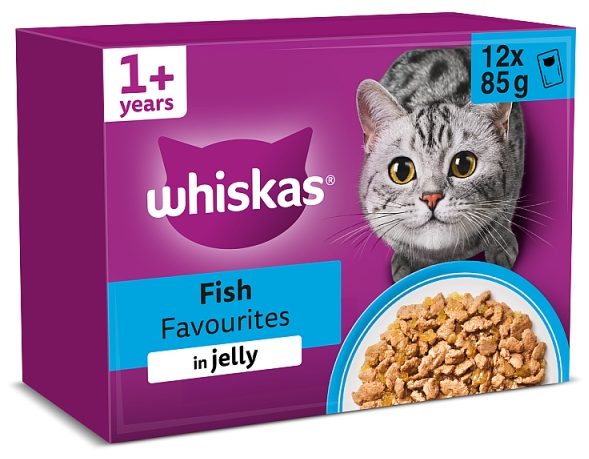 1+
years
12x
85g
whiskas®
Fish
Favourites
in jelly